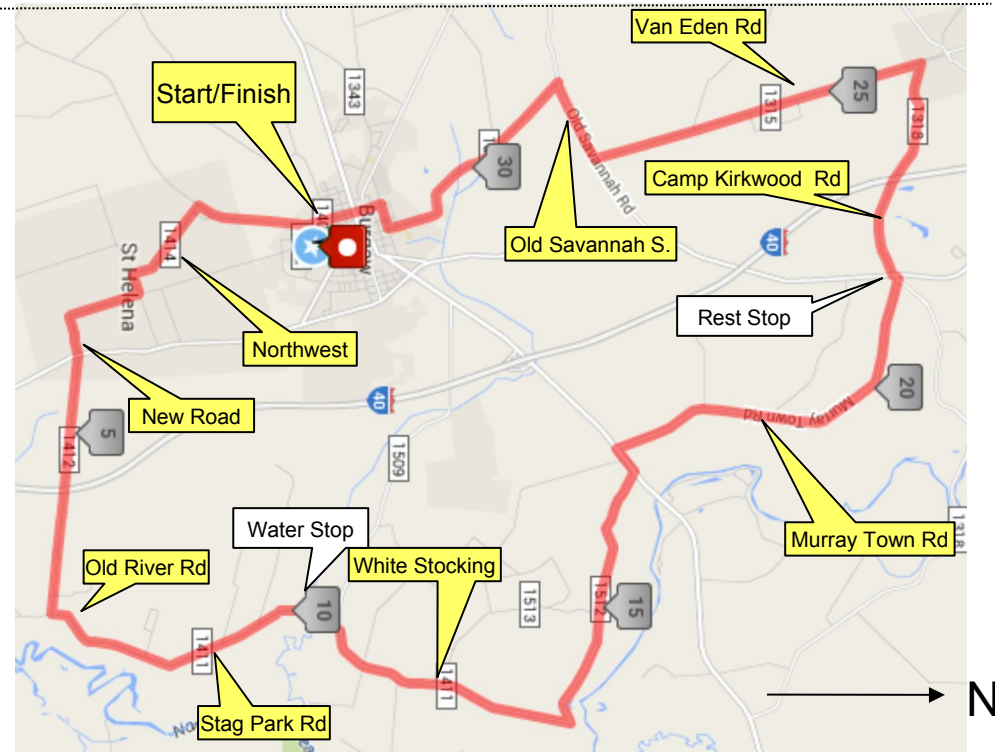 Van Eden Rd
Start/Finish
1343
25
1315
1318
Old Savannah Rd
30
Camp Kirkwood Rd
Old Savannah S.
40
1414
St Helena
Rest Stop
Northwest
20
New Road
40
Murray Town Rd
5
1412
1509
Water Stop
1318
Murray Town Rd
White Stocking
Old River Rd
10
1513
1512
15
1411
1411
N
Stag Park Rd